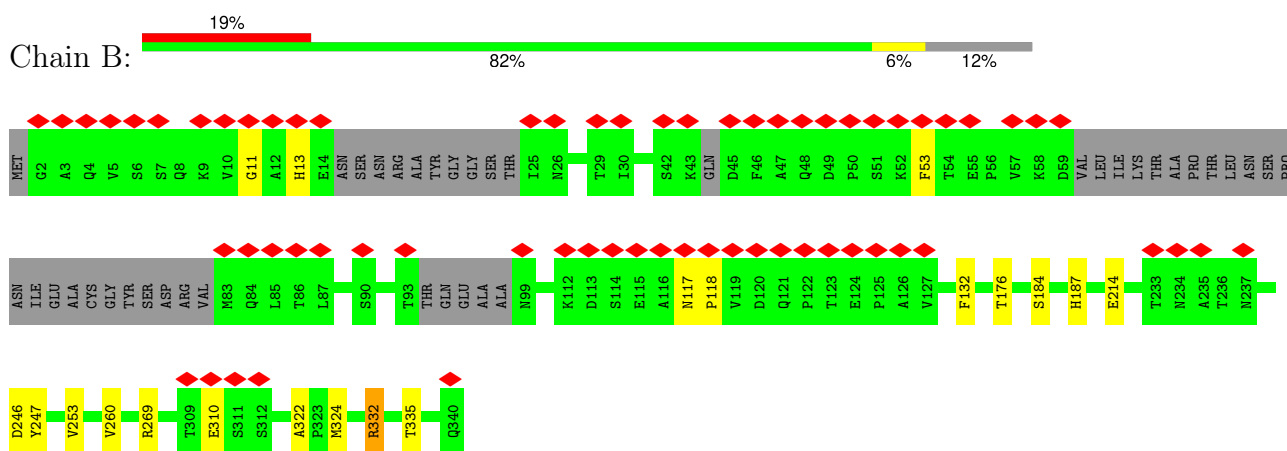 19%
Chain B:
82% 6% 12%
MET G2 A3 Q4 V5 S6 S7 Q8 K9 V10 G11 A12 H13 E14 ASN SER ASN ARG ALA TYR GLY GLY SER THR I25 N26 T29 I30 S42 K43 GLN D45 F46 A47 Q48 D49 P50 S51 K52 F53 T54 E55 P56 V57 K58 D59 VAL LEU ILE LYS THR ALA PRO THR LEU ASN SER PRO
ASN ILE GLU ALA CYS GLY TYR SER ASP ARG VAL M83 Q84 L85 T86 L87 S90 T93 THR GLN GLU ALA ALA N99 K112 D113 S114 E115 A116 N117 P118 V119 D120 Q121 P122 T123 E124 P125 A126 V127 F132 T176 S184 H187 E214 T233 N234 A235 T236 N237
D246 Y247 V253 V260 R269 T309 E310 S311 S312 A322 P323 M324 R332 T335 Q340